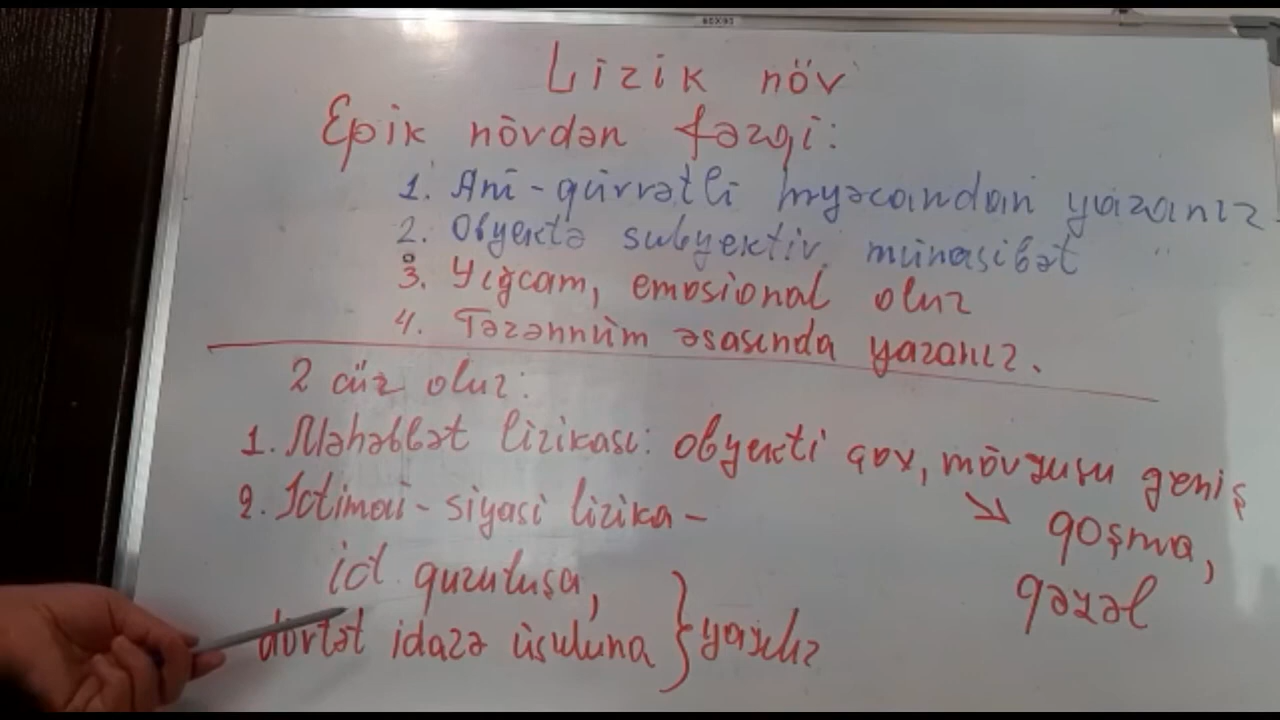 Lirik növ
Epik növdən fərqi:
1. Ani - qüvvətli həyəcandan yaranır
2. Obyektə subyektiv münasibət
3. Yığcam, emosional olur
4. Tərənnüm əsasında yaranır.
2 cür olur:
1. Məhəbbət lirikası: obyekti mövzusu geniş
→ qoşma,
qəzəl
2. İctimai - siyasi lirika -
ict quruluşa,
dövlət idarə üsuluna } yazılır